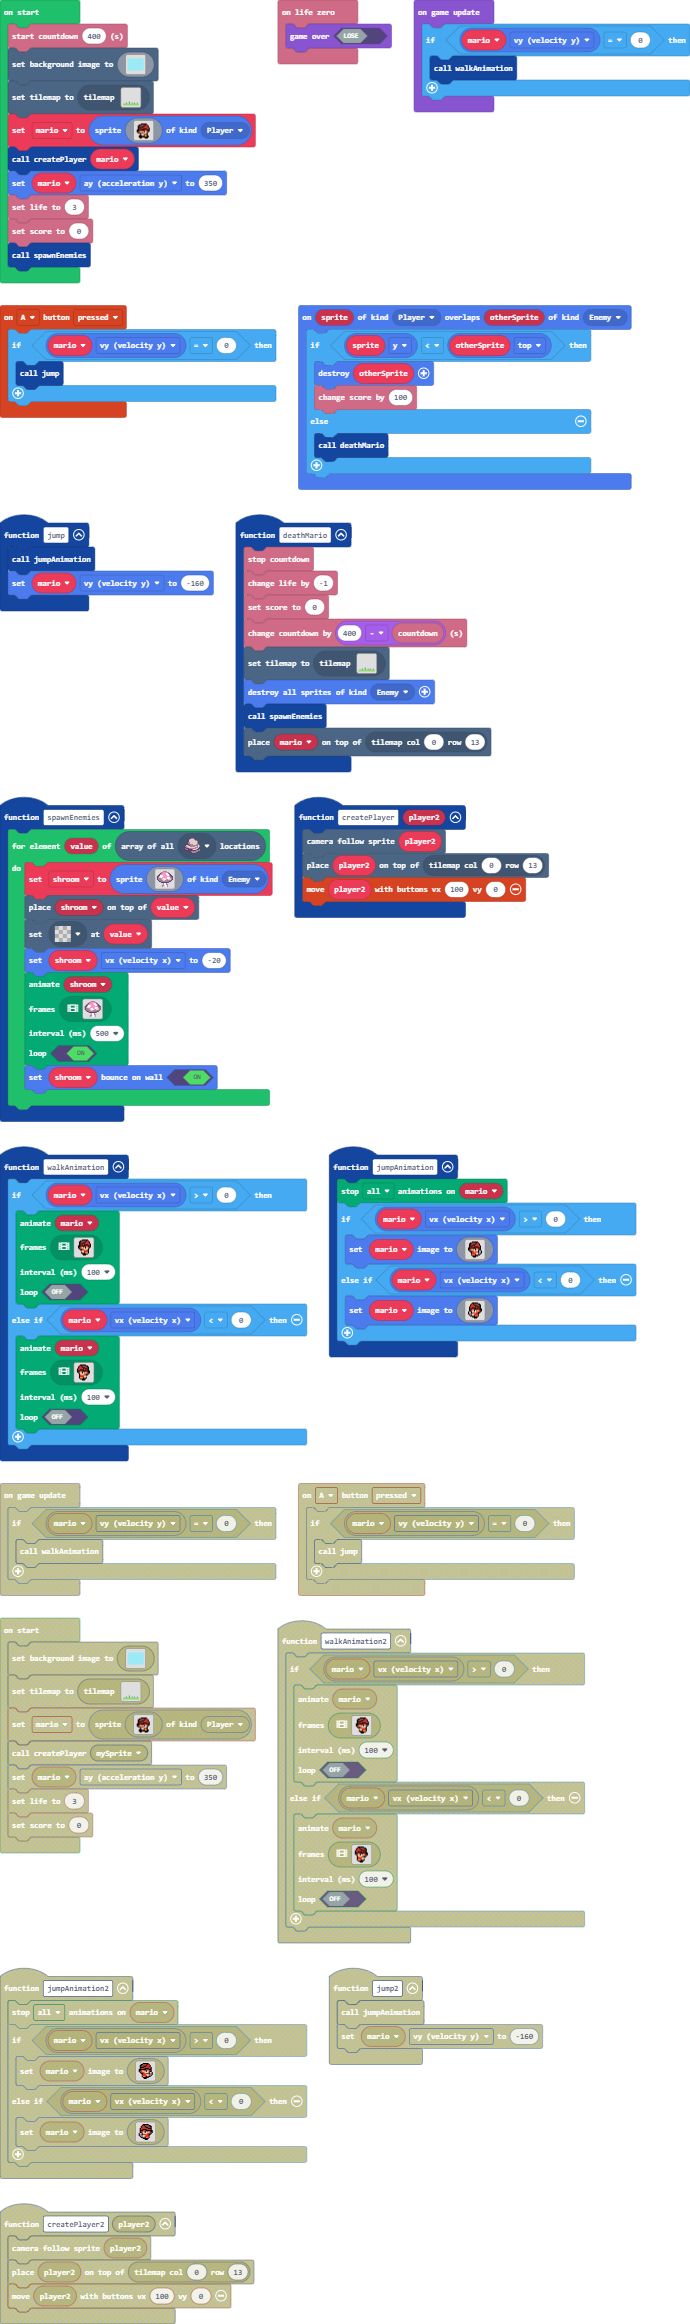 on start
start countdown 400 (s)
set background image to
set tilemap to tilemap
set mario to sprite of kind Player
call createPlayer mario
set mario ay (acceleration y) to 350
set life to 3
set score to 0
call spawnEnemies
on life zero
game over LOSE
on game update
if mario vy (velocity y) = 0 then
call walkAnimation
on A button pressed
if mario vy (velocity y) = 0 then
call jump
on sprite of kind Player overlaps otherSprite of kind Enemy
if sprite y < otherSprite top then
destroy otherSprite
change score by 100
else
call deathMario
function jump
call jumpAnimation
set mario vy (velocity y) to -160
function deathMario
stop countdown
change life by -1
set score to 0
change countdown by 400 - countdown (s)
set tilemap to tilemap
destroy all sprites of kind Enemy
call spawnEnemies
place mario on top of tilemap col 0 row 13
function spawnEnemies
for element value of array of all locations
do
set shroom to sprite of kind Enemy
place shroom on top of value
set at value
set shroom vx (velocity x) to -20
animate shroom
frames
interval (ms) 500
loop ON
set shroom bounce on wall ON
function createPlayer player2
camera follow sprite player2
place player2 on top of tilemap col 0 row 13
move player2 with buttons vx 100 vy 0
function walkAnimation
if mario vx (velocity x) > 0 then
animate mario
frames
interval (ms) 100
loop OFF
else if mario vx (velocity x) < 0 then
animate mario
frames
interval (ms) 100
loop OFF
function jumpAnimation
stop all animations on mario
if mario vx (velocity x) > 0 then
set mario image to
else if mario vx (velocity x) < 0 then
set mario image to
on game update
if mario vy (velocity y) = 0 then
call walkAnimation
on A button pressed
if mario vy (velocity y) = 0 then
call jump
on start
set background image to
set tilemap to tilemap
set mario to sprite of kind Player
call createPlayer mySprite
set mario ay (acceleration y) to 350
set life to 3
set score to 0
function walkAnimation2
if mario vx (velocity x) > 0 then
animate mario
frames
interval (ms) 100
loop OFF
else if mario vx (velocity x) < 0 then
animate mario
frames
interval (ms) 100
loop OFF
function jumpAnimation2
stop all animations on mario
if mario vx (velocity x) > 0 then
set mario image to
else if mario vx (velocity x) < 0 then
set mario image to
function jump2
call jumpAnimation
set mario vy (velocity y) to -160
function createPlayer2 player2
camera follow sprite player2
place player2 on top of tilemap col 0 row 13
move player2 with buttons vx 100 vy 0